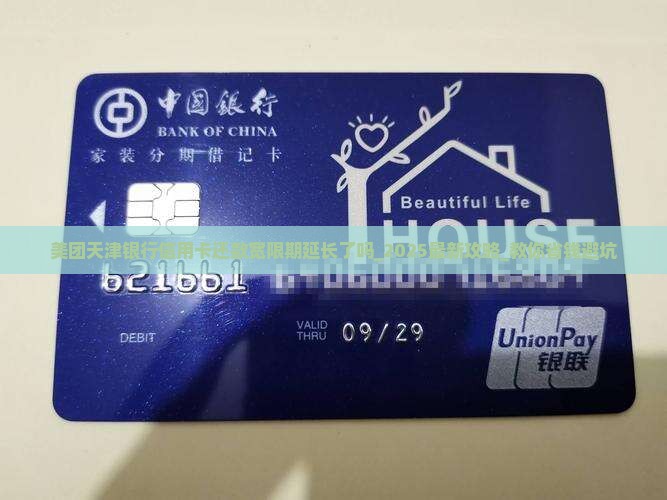 中国银行
BANK OF CHINA
家装分期借记卡
Beautiful Life
HOUSE
美团天津银行信用卡还款宽限期延长了吗_2025最新攻略_教你省钱避坑
621661
DEBIT
VALID
THRU
09/29
UnionPay
银联